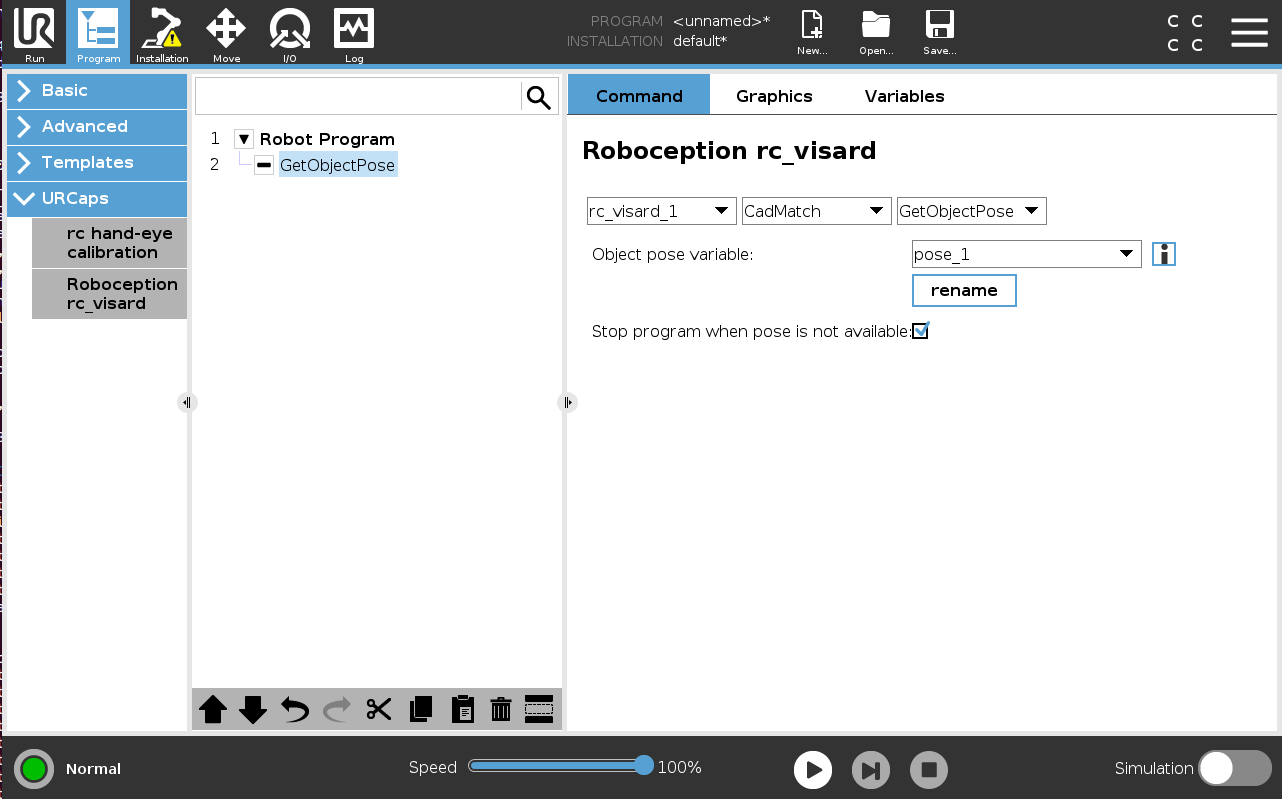 PROGRAM <unnamed>*
INSTALLATION default*
Run Program Installation Move I/O Log New... Open... Save...
C C
C C
Basic
Advanced
Templates
URCaps
rc hand-eye
calibration
Roboception
rc_visard
1 Robot Program
2 GetObjectPose
Command Graphics Variables
Roboception rc_visard
rc_visard_1 CadMatch GetObjectPose
Object pose variable: pose_1
rename
Stop program when pose is not available:
Normal Speed 100% Simulation